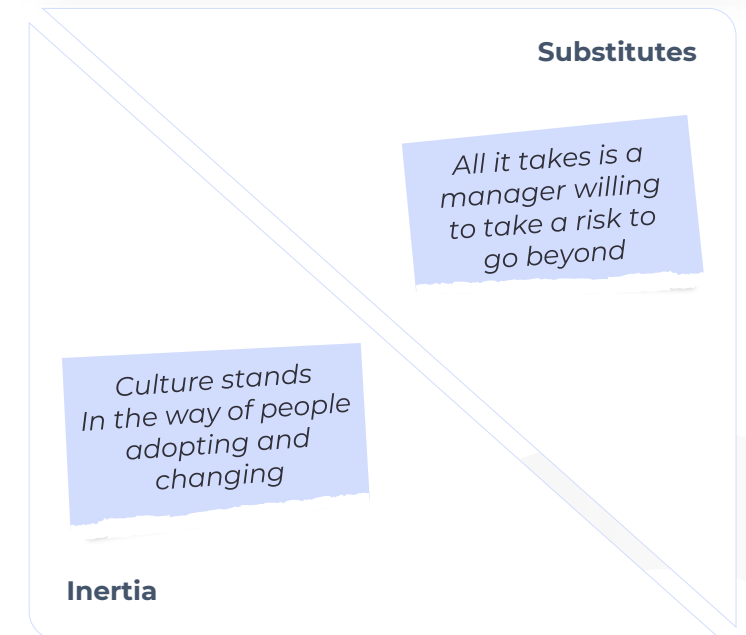 Substitutes
All it takes is a
manager willing
to take a risk to
go beyond
Culture stands
In the way of people
adopting and
changing
Inertia